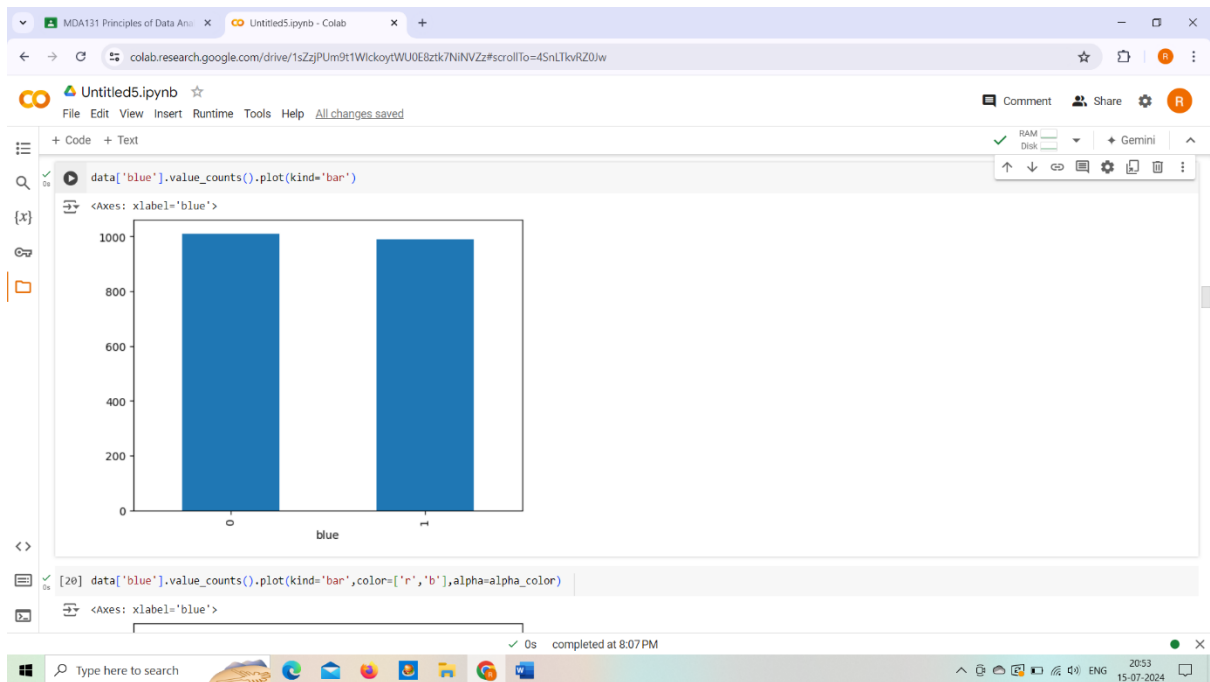 MDA131 Principles of Data Ana
Untitled5.ipynb - Colab
colab.research.google.com/drive/1sZzjPUm9t1WlckoytWU0E8ztk7NiNVZz#scrollTo=4SnLTkvRZ0Jw
R
Untitled5.ipynb
Comment
Share
R
File Edit View Insert Runtime Tools Help All changes saved
+ Code + Text
RAM
Disk
Gemini
0s
data['blue'].value_counts().plot(kind='bar')
<Axes: xlabel='blue'>
{x}
1000
800
600
400
200
0
0 1
blue
0s
[20] data['blue'].value_counts().plot(kind='bar',color=['r','b'],alpha=alpha_color)
<Axes: xlabel='blue'>
0s completed at 8:07 PM
Type here to search
ENG
20:53
15-07-2024